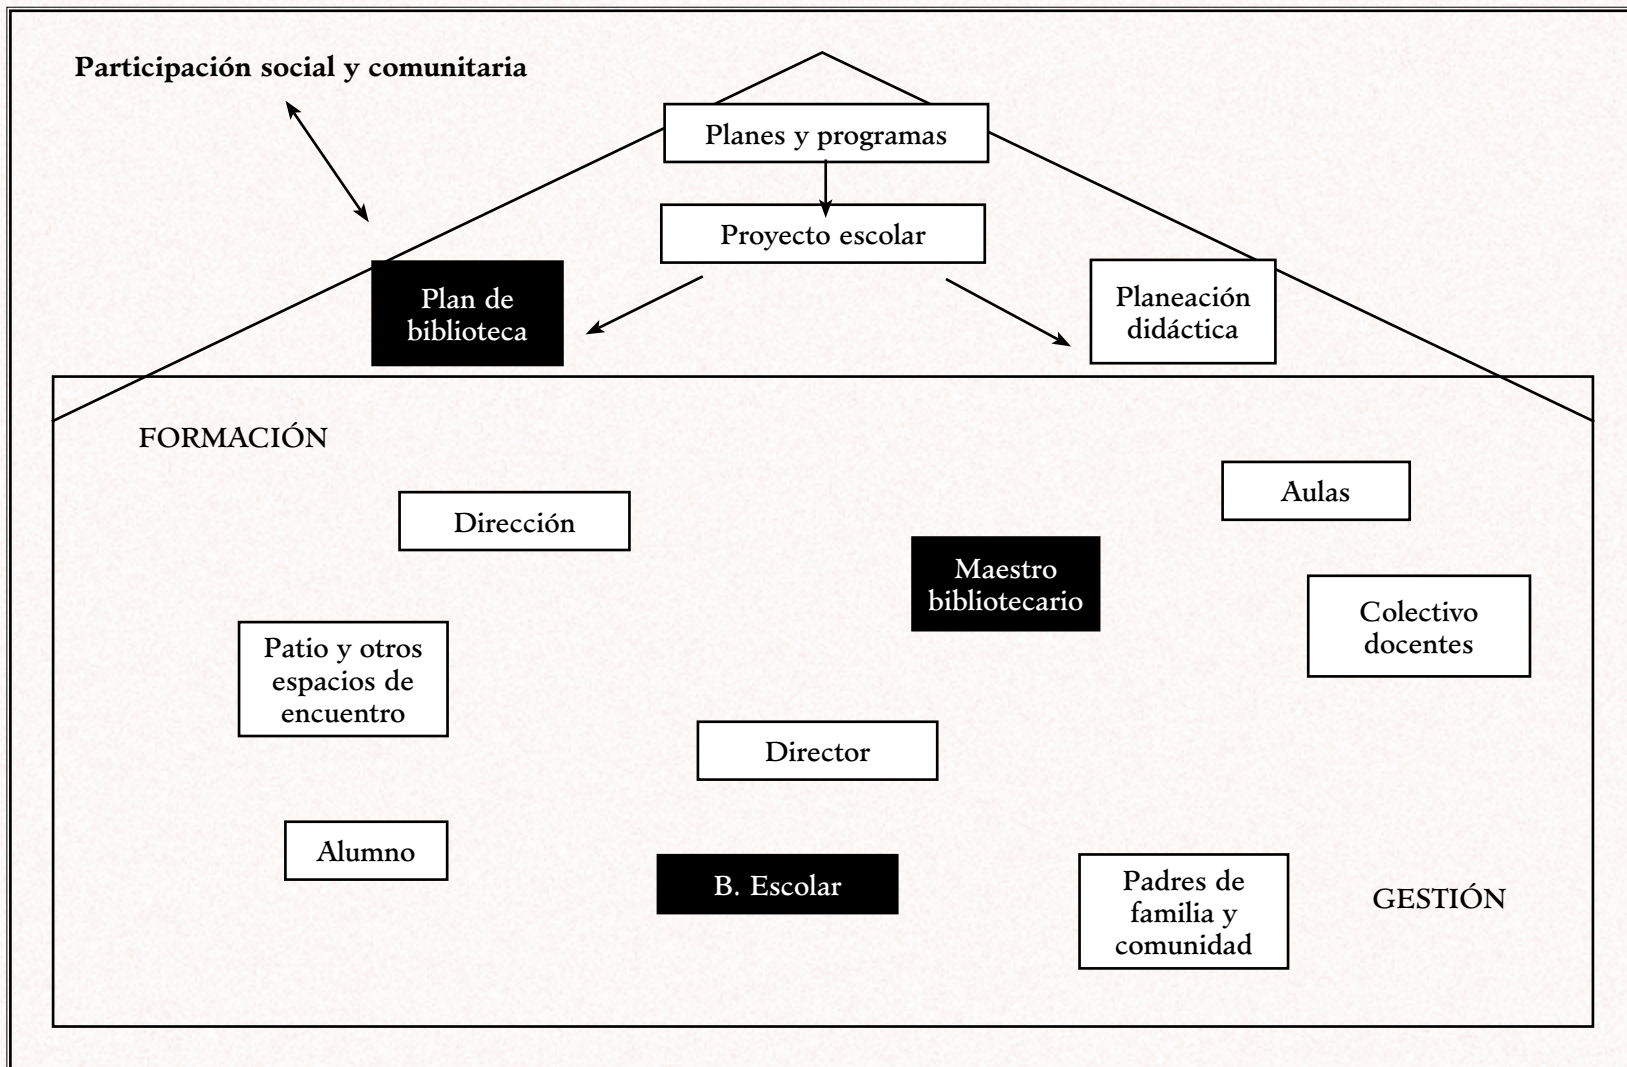 Participación social y comunitaria
Planes y programas
Proyecto escolar
Plan de
biblioteca
Planeación
didáctica
FORMACIÓN
Dirección
Aulas
Maestro
bibliotecario
Colectivo
docentes
Patio y otros
espacios de
encuentro
Director
Alumno
B. Escolar
Padres de
familia y
comunidad
GESTIÓN